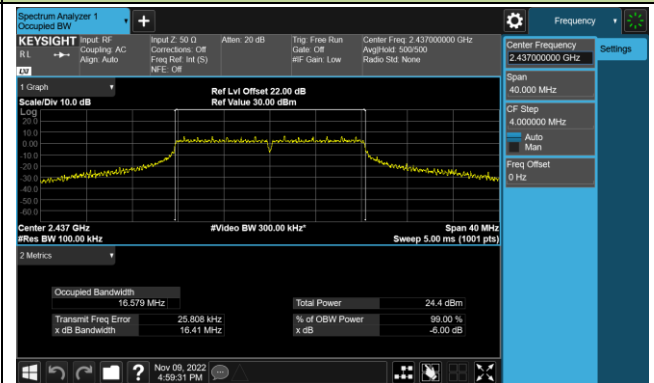 Spectrum Analyzer 1
Occupied BW
Frequency
KEYSIGHT
R L
LXI
Input: RF
Coupling: AC
Align: Auto
Input Z: 50 Ω
Corrections: Off
Freq Ref: Int (S)
NFE: Off
Atten: 20 dB
Trig: Free Run
Gate: Off
#IF Gain: Low
Center Freq: 2.437000000 GHz
Avg|Hold: 500/500
Radio Std: None
Center Frequency
2.437000000 GHz
Settings
Span
40.000 MHz
CF Step
4.000000 MHz
Auto
Man
Freq Offset
0 Hz
1 Graph
Scale/Div 10.0 dB
Ref Lvl Offset 22.00 dB
Ref Value 30.00 dBm
Log
20.0
10.0
0.00
-10.0
-20.0
-30.0
-40.0
-50.0
-60.0
Center 2.437 GHz
#Res BW 100.00 kHz
#Video BW 300.00 kHz*
Span 40 MHz
Sweep 5.00 ms (1001 pts)
2 Metrics
Occupied Bandwidth
16.579 MHz
Total Power 24.4 dBm
Transmit Freq Error 25.808 kHz % of OBW Power 99.00 %
x dB Bandwidth 16.41 MHz x dB -6.00 dB
Nov 09, 2022
4:59:31 PM